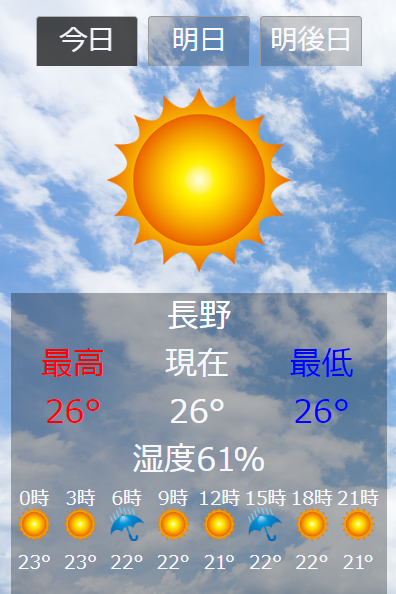 今日 明日 明後日
長野
最高 現在 最低
26° 26° 26°
湿度61%
0時 3時 6時 9時 12時 15時 18時 21時
23° 23° 22° 22° 21° 22° 22° 21°